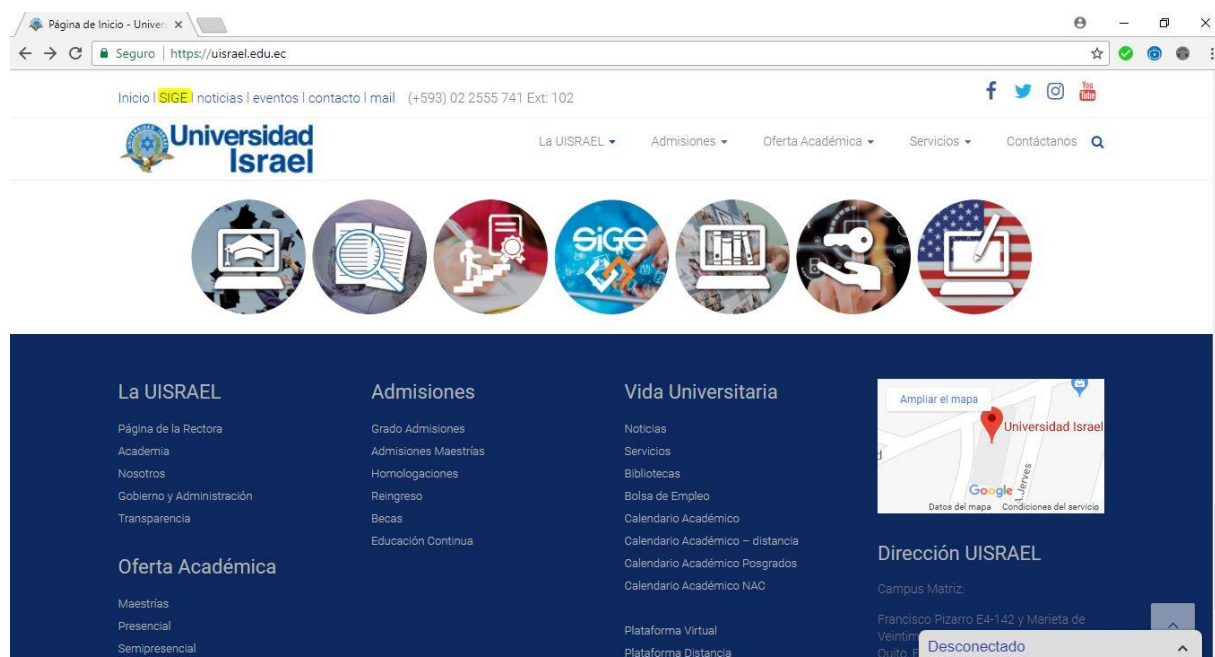 Página de Inicio - Univer
Seguro | https://uisrael.edu.ec
Inicio | SIGE | noticias | eventos | contacto | mail (+593) 02 2555 741 Ext: 102
You Tube
Universidad Israel
La UISRAEL Admisiones Oferta Académica Servicios Contáctanos
SiGE
La UISRAEL
Página de la Rectora
Academia
Nosotros
Gobierno y Administración
Transparencia
Oferta Académica
Maestrías
Presencial
Semipresencial
Admisiones
Grado Admisiones
Admisiones Maestrías
Homologaciones
Reingreso
Becas
Educación Continua
Vida Universitaria
Noticias
Servicios
Bibliotecas
Bolsa de Empleo
Calendario Académico
Calendario Académico – distancia
Calendario Académico Posgrados
Calendario Académico NAC
Plataforma Virtual
Plataforma Distancia
Ampliar el mapa
Universidad Israel
A. Jerves
Google
Datos del mapa Condiciones del servicio
Dirección UISRAEL
Campus Matriz:
Francisco Pizarro E4-142 y Marieta de
Desconectado